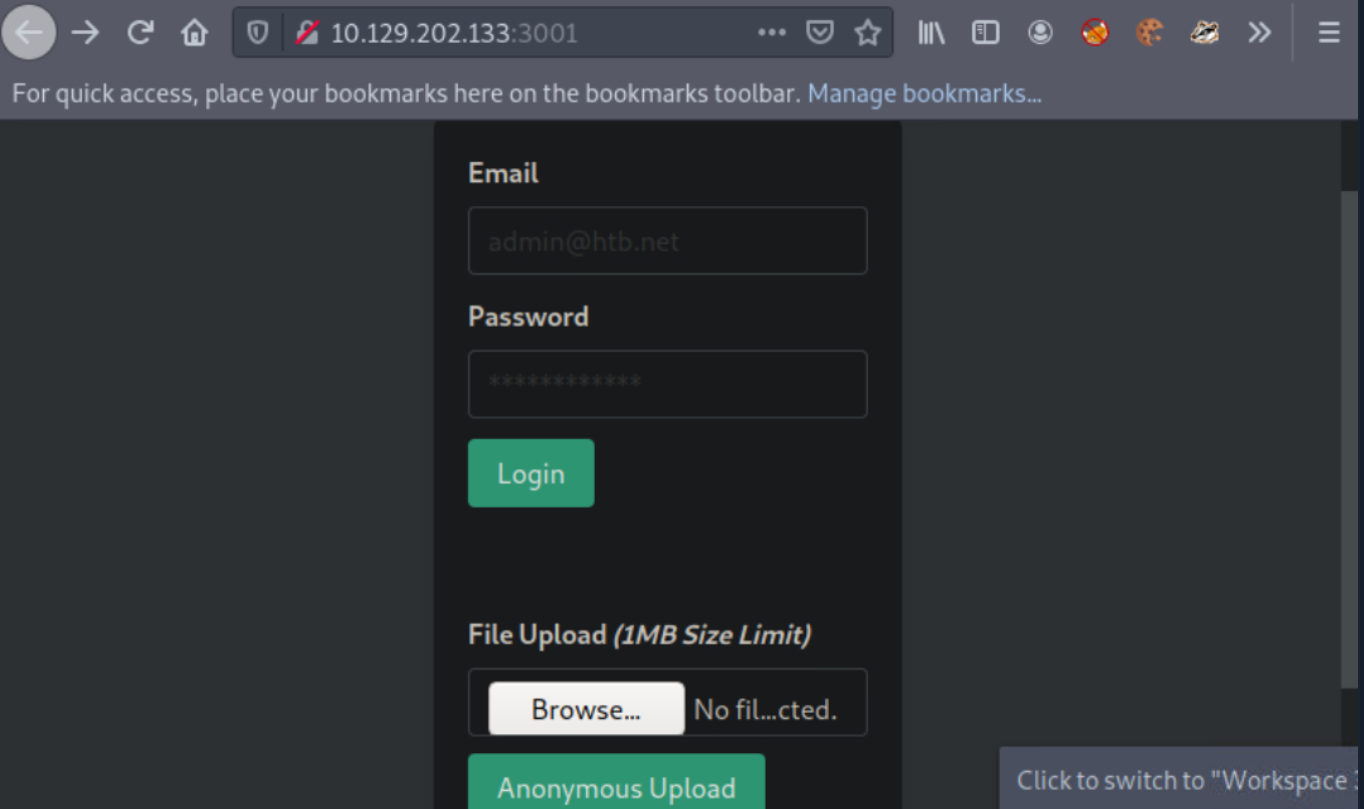 10.129.202.133:3001
For quick access, place your bookmarks here on the bookmarks toolbar. Manage bookmarks...
Email
admin@htb.net
Password
************
Login
File Upload (1MB Size Limit)
Browse... No fil...cted.
Anonymous Upload
Click to switch to "Workspace